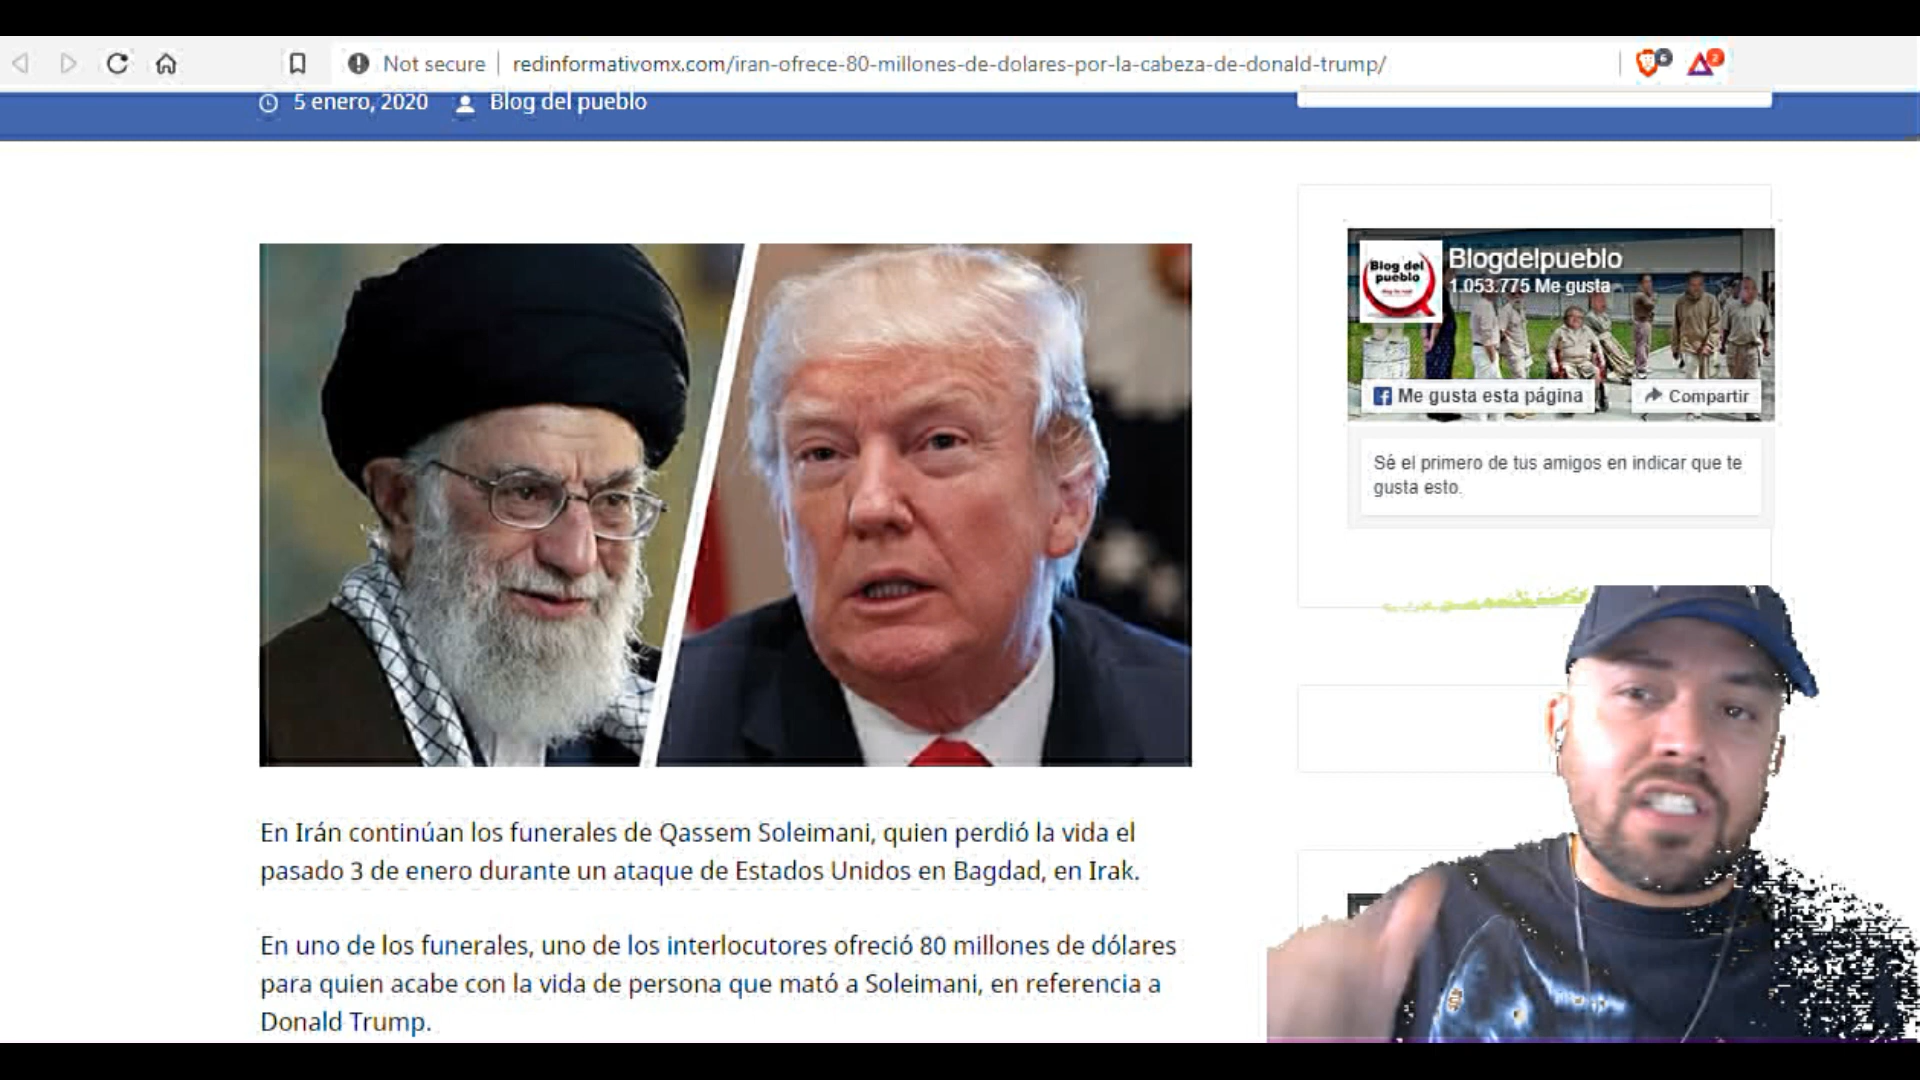 Not secure
redinformativomx.com/iran-ofrece-80-millones-de-dolares-por-la-cabeza-de-donald-trump/
6
2
5 enero, 2020
Blog del pueblo
Blog del pueblo
Blogdelpueblo
1.053.775 Me gusta
Me gusta esta página
Compartir
Sé el primero de tus amigos en indicar que te
gusta esto.
En Irán continúan los funerales de Qassem Soleimani, quien perdió la vida el
pasado 3 de enero durante un ataque de Estados Unidos en Bagdad, en Irak.
En uno de los funerales, uno de los interlocutores ofreció 80 millones de dólares
para quien acabe con la vida de persona que mató a Soleimani, en referencia a
Donald Trump.